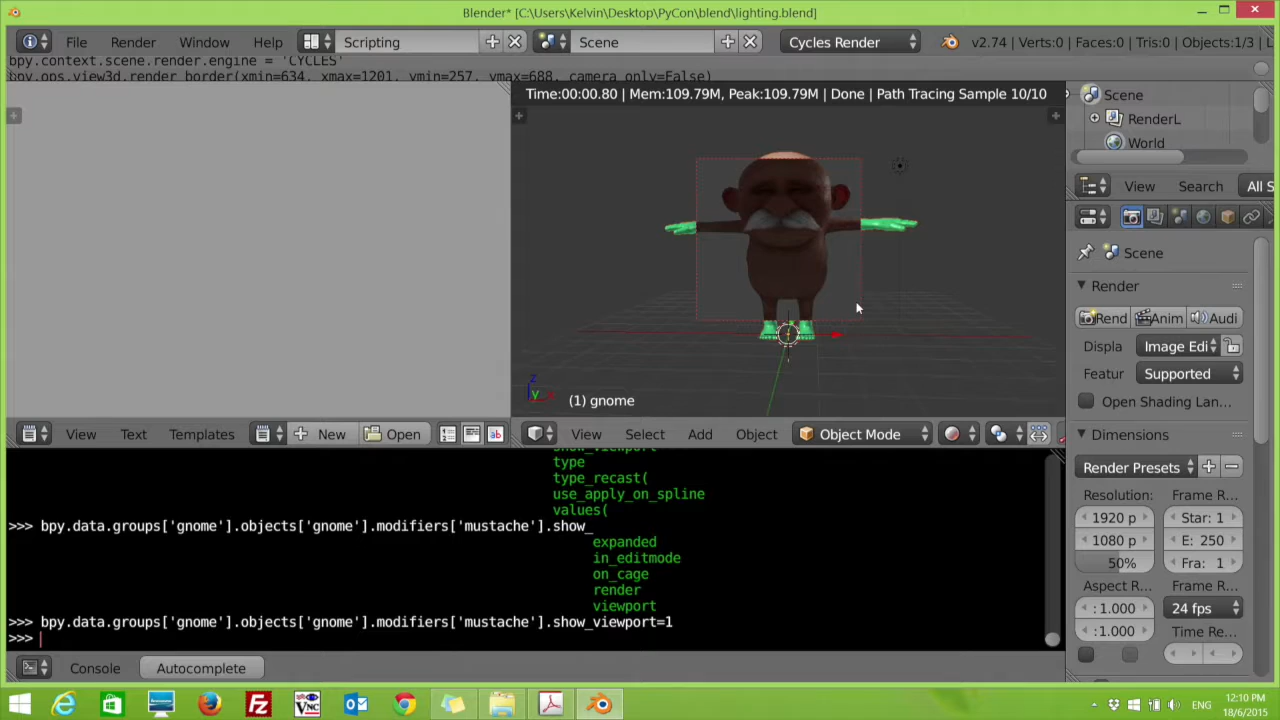 Blender* [C:\Users\Kelvin\Desktop\PyCon\blend\lighting.blend]
File Render Window Help Scripting Scene Cycles Render v2.74 | Verts:0 | Faces:0 | Tris:0 | Objects:1/3 | L
bpy.context.scene.render.engine = 'CYCLES'
bpy.ops.view3d.render_border(xmin=634, xmax=1201, ymin=257, ymax=688, camera_only=False)
Time:00:00.80 | Mem:109.79M, Peak:109.79M | Done | Path Tracing Sample 10/10
Scene
RenderL
World
View Search All S
Scene
Render
Rend Anim Audi
Displa Image Edi
Featur Supported
Open Shading Lan...
Dimensions
Render Presets
Resolution: Frame R...
1920 p Star: 1
1080 p E: 250
50% Fra: 1
Aspect R... Frame R...
: 1.000 24 fps
: 1.000 Time Re...
z
y x
(1) gnome
View Text Templates New Open
View Select Add Object Object Mode
type
type_recast(
use_apply_on_spline
values(
>>> bpy.data.groups['gnome'].objects['gnome'].modifiers['mustache'].show_
expanded
in_editmode
on_cage
render
viewport
>>> bpy.data.groups['gnome'].objects['gnome'].modifiers['mustache'].show_viewport=1
>>>
Console Autocomplete
ENG
12:10 PM
18/6/2015